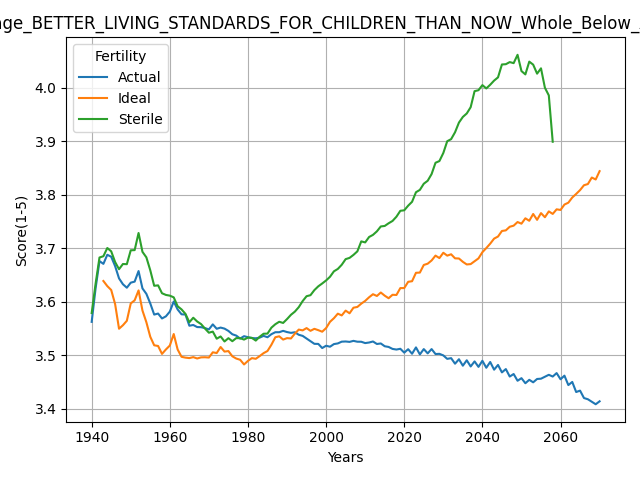 ge_BETTER_LIVING_STANDARDS_FOR_CHILDREN_THAN_NOW_Whole_Below_
Fertility
Actual
Ideal
Sterile
Score(1-5)
4.0
3.9
3.8
3.7
3.6
3.5
3.4
1940
1960
1980
2000
2020
2040
2060
Years